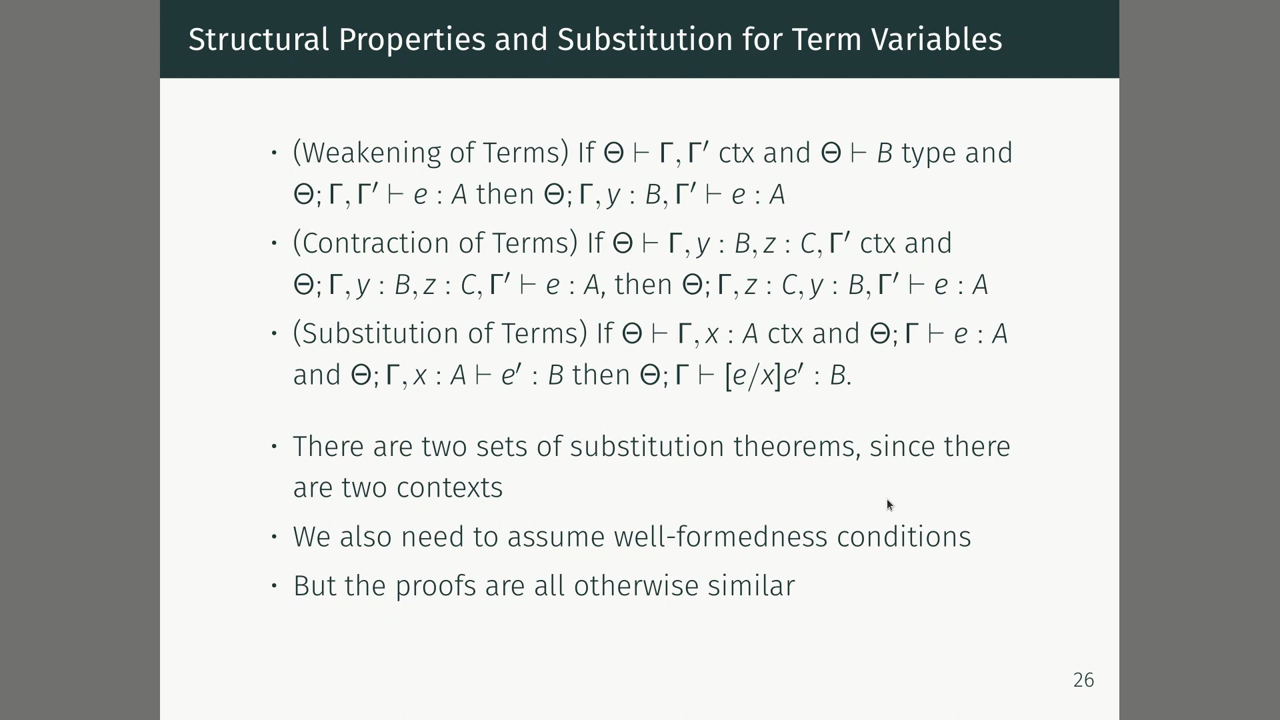 Structural Properties and Substitution for Term Variables
• (Weakening of Terms) If Θ ⊢ Γ, Γ′ ctx and Θ ⊢ B type and
Θ; Γ, Γ′ ⊢ e : A then Θ; Γ, y : B, Γ′ ⊢ e : A
• (Contraction of Terms) If Θ ⊢ Γ, y : B, z : C, Γ′ ctx and
Θ; Γ, y : B, z : C, Γ′ ⊢ e : A, then Θ; Γ, z : C, y : B, Γ′ ⊢ e : A
• (Substitution of Terms) If Θ ⊢ Γ, x : A ctx and Θ; Γ ⊢ e : A
and Θ; Γ, x : A ⊢ e′ : B then Θ; Γ ⊢ [e/x]e′ : B.
• There are two sets of substitution theorems, since there
are two contexts
• We also need to assume well-formedness conditions
• But the proofs are all otherwise similar
26